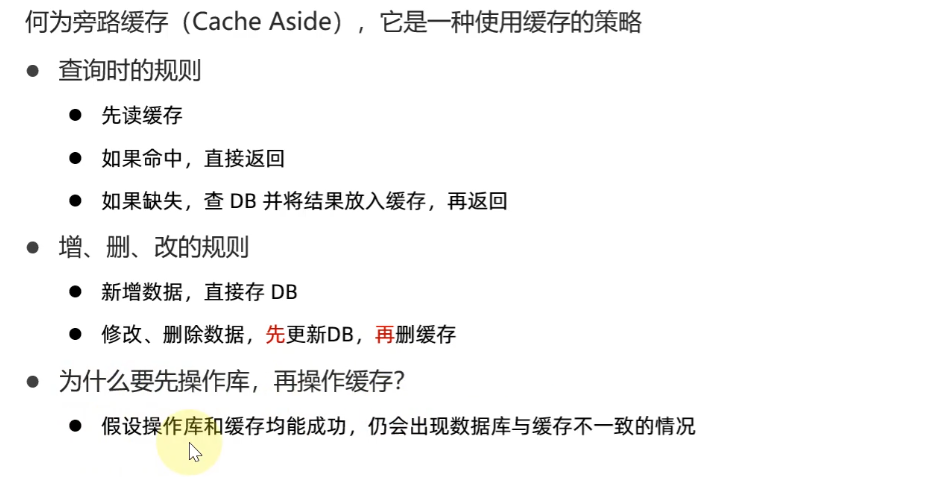 何为旁路缓存（Cache Aside），它是一种使用缓存的策略
查询时的规则
先读缓存
如果命中，直接返回
如果缺失，查 DB 并将结果放入缓存，再返回
增、删、改的规则
新增数据，直接存 DB
修改、删除数据，先更新DB，再删缓存
为什么要先操作库，再操作缓存？
假设操作库和缓存均能成功，仍会出现数据库与缓存不一致的情况